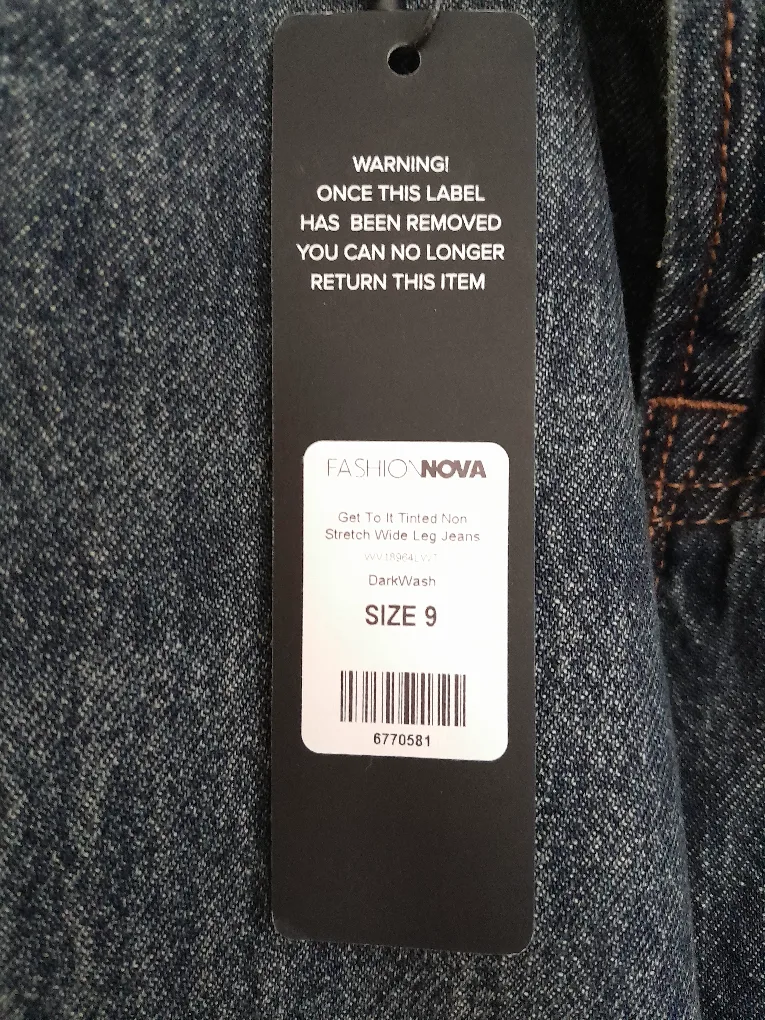 WARNING!
ONCE THIS LABEL
HAS BEEN REMOVED
YOU CAN NO LONGER
RETURN THIS ITEM
FASHIONNOVA
Get To It Tinted Non
Stretch Wide Leg Jeans
DarkWash
SIZE 9
6770581